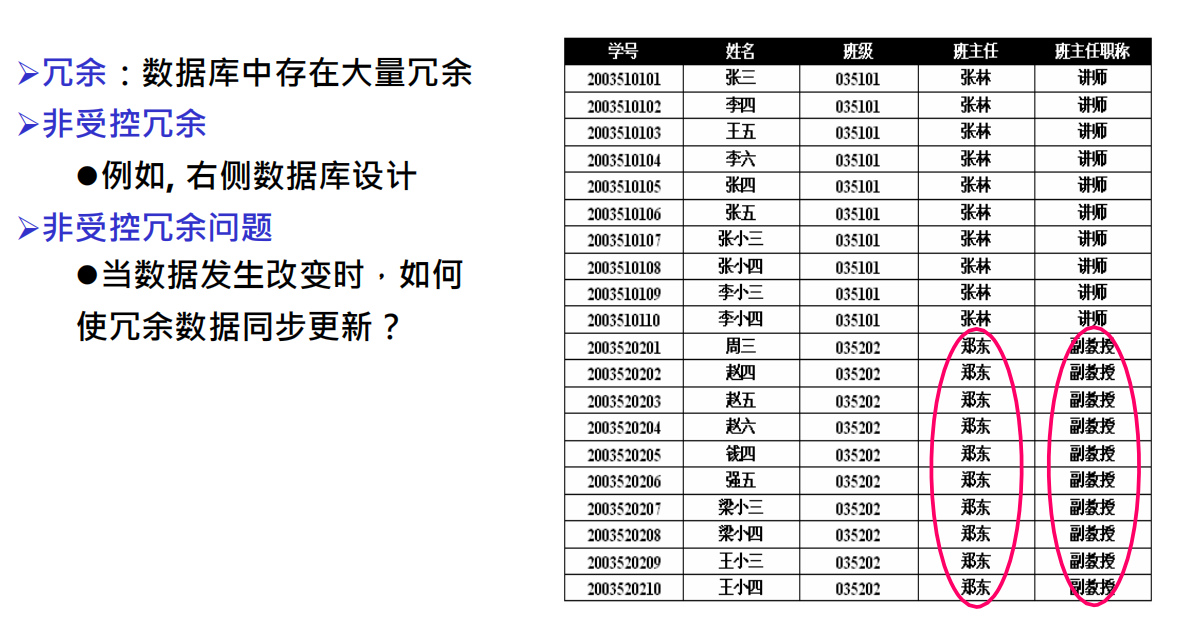 ➢冗余：数据库中存在大量冗余
➢非受控冗余
●例如, 右侧数据库设计
➢非受控冗余问题
●当数据发生改变时，如何
使冗余数据同步更新？
学号 姓名 班级 班主任 班主任职称
2003510101 张三 035101 张林 讲师
2003510102 李四 035101 张林 讲师
2003510103 王五 035101 张林 讲师
2003510104 李六 035101 张林 讲师
2003510105 张四 035101 张林 讲师
2003510106 张五 035101 张林 讲师
2003510107 张小三 035101 张林 讲师
2003510108 张小四 035101 张林 讲师
2003510109 李小三 035101 张林 讲师
2003510110 李小四 035101 张林 讲师
2003520201 周三 035202 郑东 副教授
2003520202 赵四 035202 郑东 副教授
2003520203 赵五 035202 郑东 副教授
2003520204 赵六 035202 郑东 副教授
2003520205 钱四 035202 郑东 副教授
2003520206 强五 035202 郑东 副教授
2003520207 梁小三 035202 郑东 副教授
2003520208 梁小四 035202 郑东 副教授
2003520209 王小三 035202 郑东 副教授
2003520210 王小四 035202 郑东 副教授